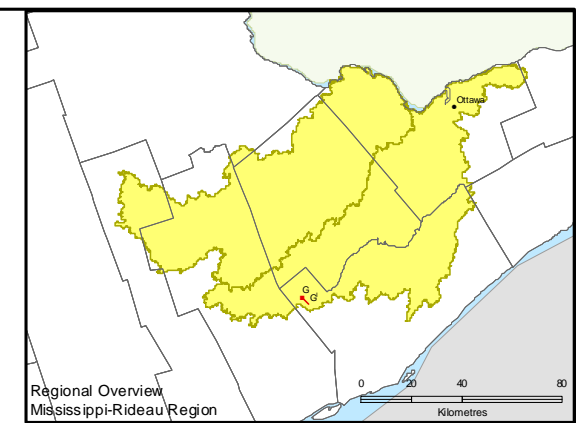 Ottawa
G
G'
Regional Overview
Mississippi-Rideau Region
0 20 40 80
Kilometres